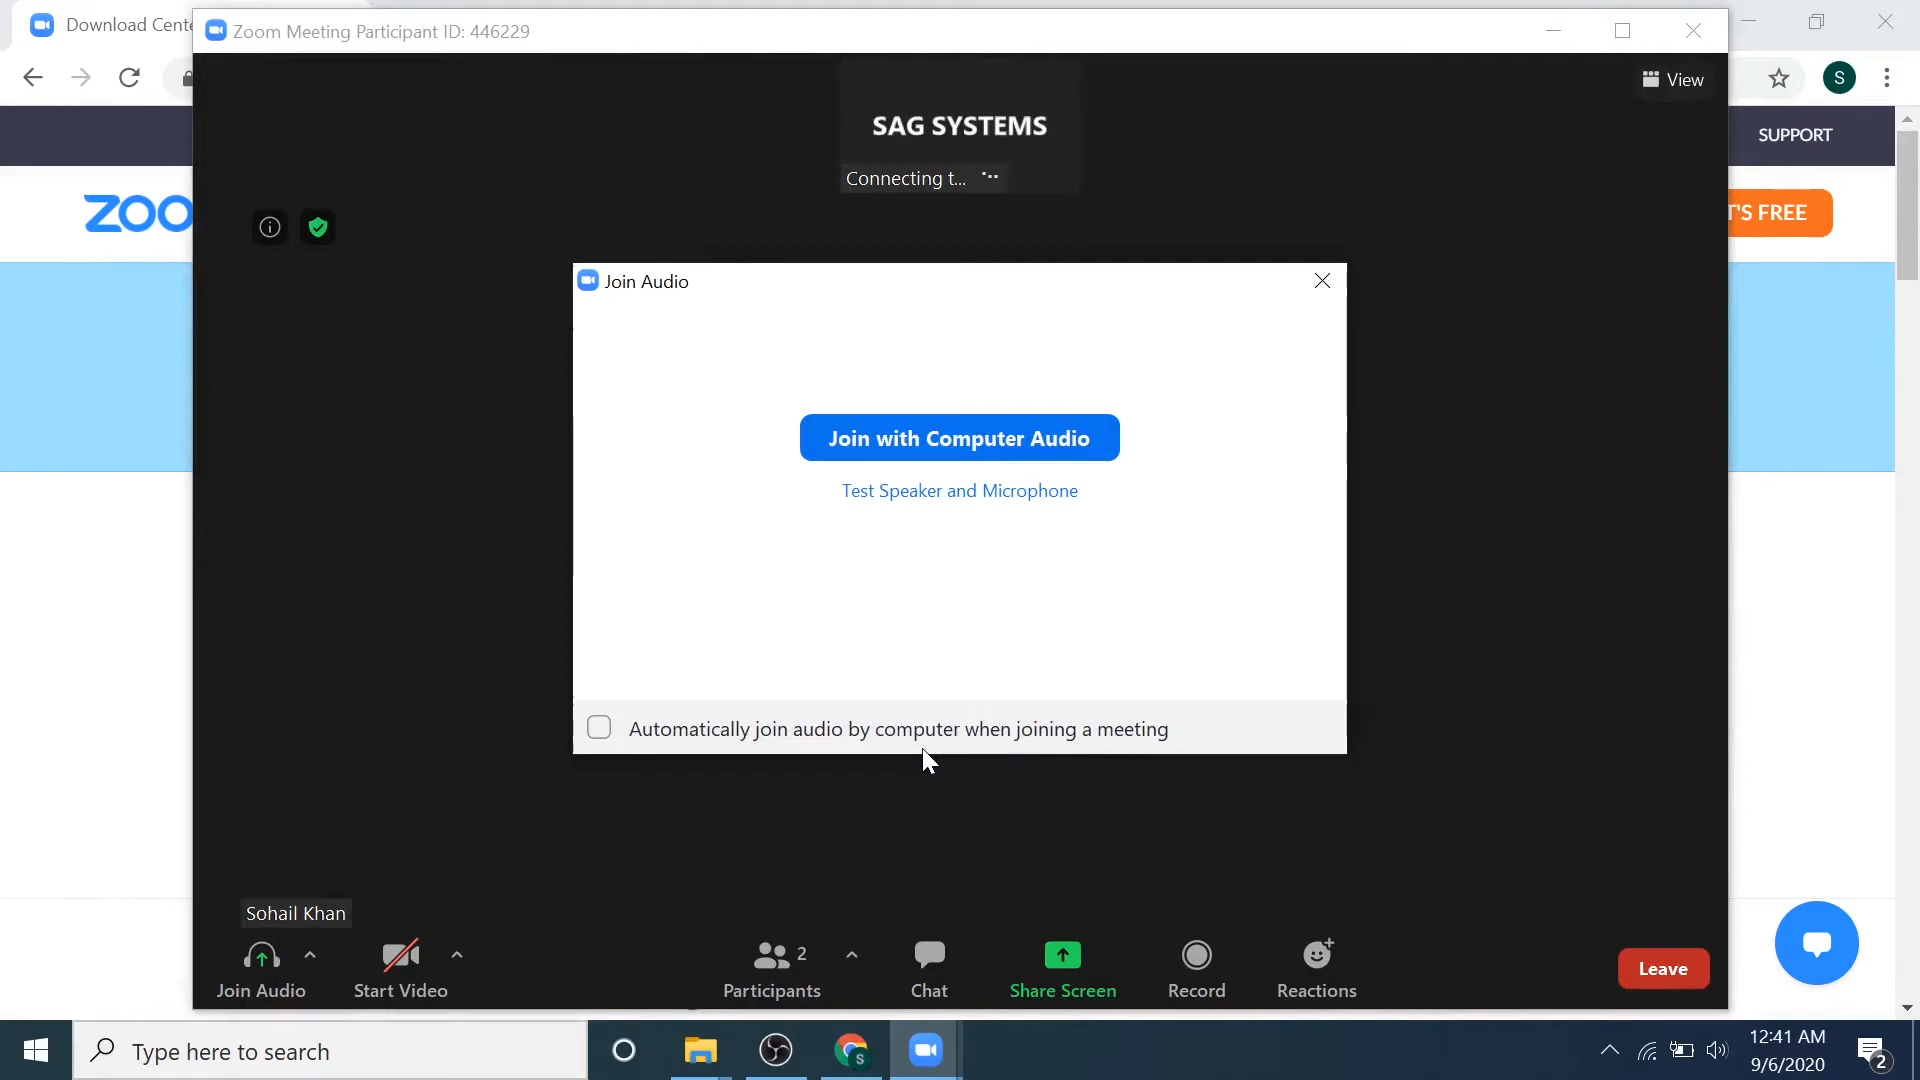 Download Cente
Zoom Meeting Participant ID: 446229
S
View
SUPPORT
SAG SYSTEMS
Connecting t...
ZOO
T'S FREE
Join Audio
Join with Computer Audio
Test Speaker and Microphone
Automatically join audio by computer when joining a meeting
Sohail Khan
2
Join Audio
Start Video
Participants
Chat
Share Screen
Record
Reactions
Leave
Type here to search
S
12:41 AM
9/6/2020
2